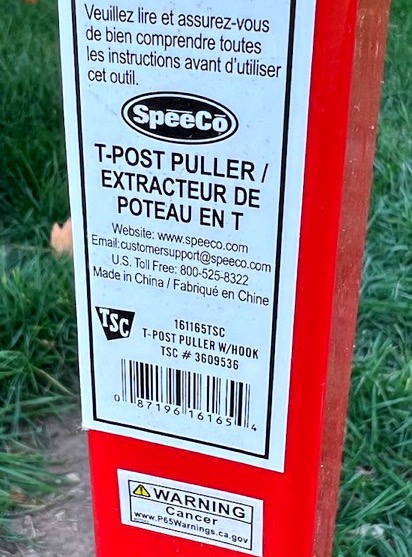 Veuillez lire et assurez-vous
de bien comprendre toutes
les instructions avant d'utiliser
cet outil.
SpeeCo
T-POST PULLER /
EXTRACTEUR DE
POTEAU EN T
Website: www.speeco.com
Email:customersupport@speeco.com
U.S. Toll Free: 800-525-8322
Made in China / Fabriqué en Chine
TSC
161165TSC
T-POST PULLER W/HOOK
TSC # 3609536
0 87196 16165 4
WARNING
Cancer
www.P65Warnings.ca.gov